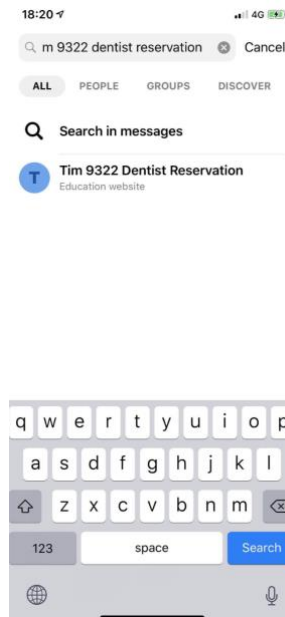 18:20 4G
m 9322 dentist reservation Cancel
ALL PEOPLE GROUPS DISCOVER
Search in messages
T
Tim 9322 Dentist Reservation
Education website
q w e r t y u i o p
a s d f g h j k l
z x c v b n m
123 space Search